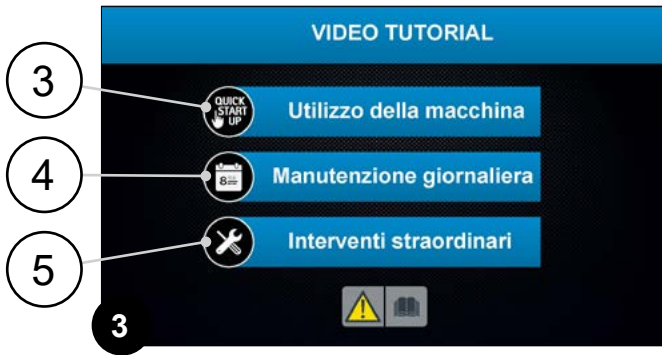 VIDEO TUTORIAL
3
QUICK
START
UP
Utilizzo della macchina
4
8
Manutenzione giornaliera
5
Interventi straordinari
3